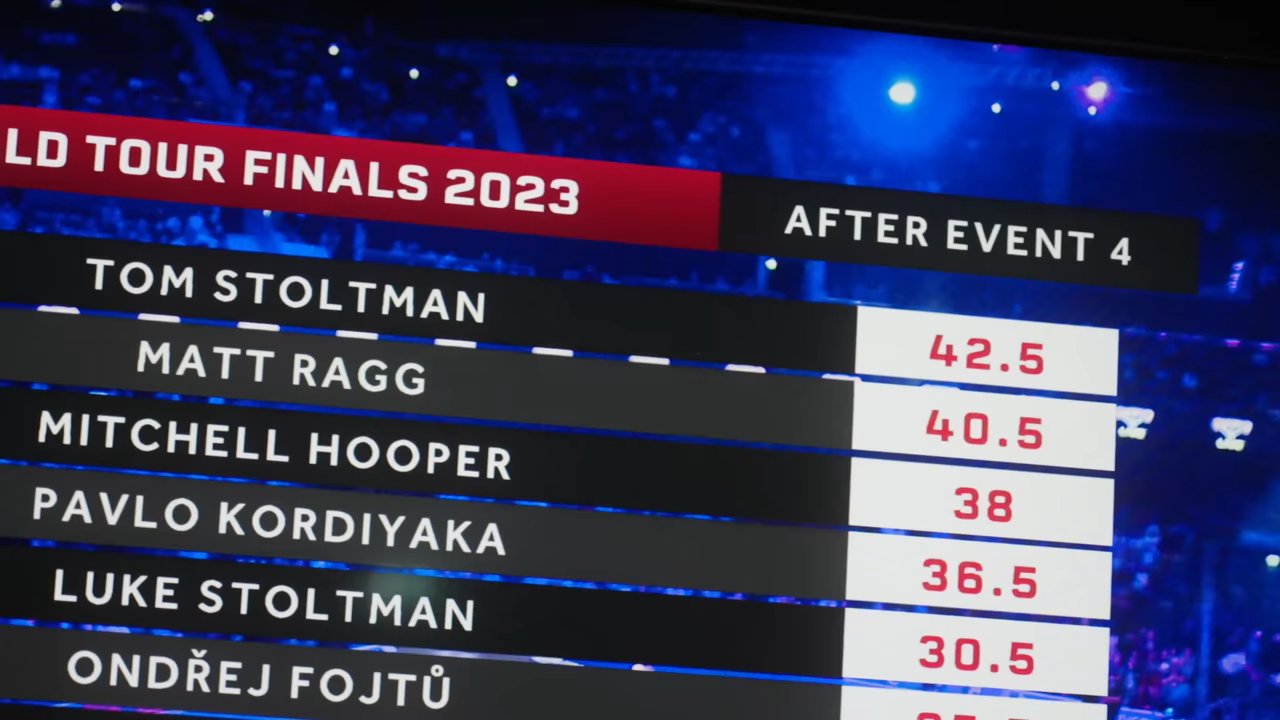 LD TOUR FINALS 2023
AFTER EVENT 4
TOM STOLTMAN 42.5
MATT RAGG 40.5
MITCHELL HOOPER 38
PAVLO KORDIYAKA 36.5
LUKE STOLTMAN 30.5
ONDŘEJ FOJTŮ